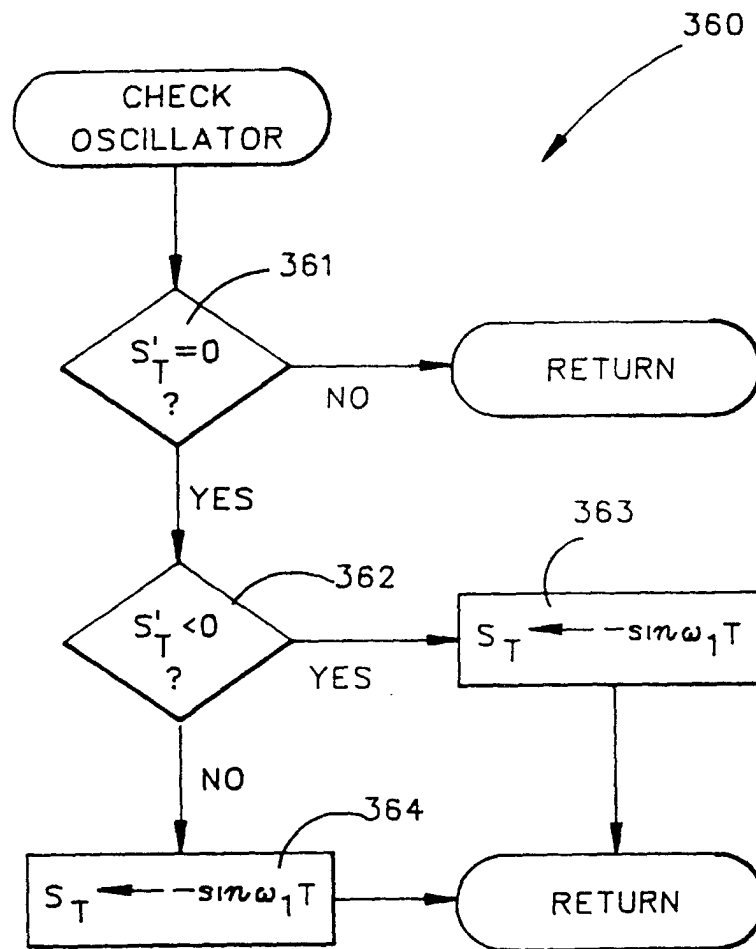 360
CHECK
OSCILLATOR
361
S'T=0
?
NO
RETURN
YES
363
362
S'T<0
?
YES
ST ← -sinω1T
NO
364
ST ← -sinω1T
RETURN